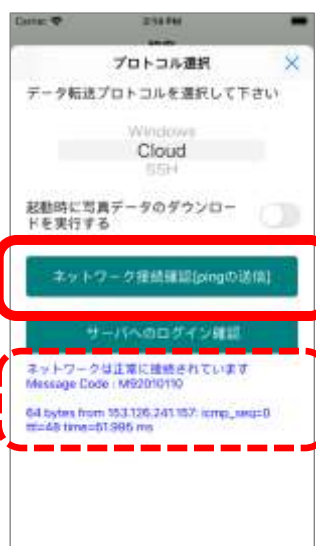 Carrier 2:14 PM
プロトコル選択
データ転送プロトコルを選択して下さい
Windows
Cloud
SSH
起動時に写真データのダウンロー
ドを実行する
ネットワーク接続確認[pingの送信]
サーバへのログイン確認
ネットワークは正常に接続されています
Message Code : M92010110
64 bytes from 153.126.241.157: icmp_seq=0
ttl=48 time=61.995 ms